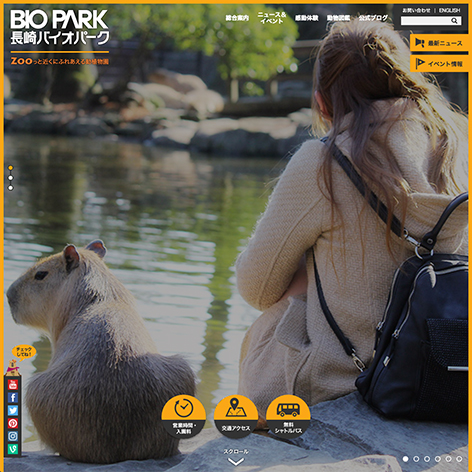 BIO PARK
長崎バイオパーク
ZOOっと近くにふれあえる動植物園
総合案内
ニュース＆
イベント
感動体験
動物図鑑
公式ブログ
お問い合わせ | ENGLISH
最新ニュース
イベント情報
チェック
してね!
You
Tube
営業時間・
入園料
交通アクセス
無料
シャトルバス
スクロール